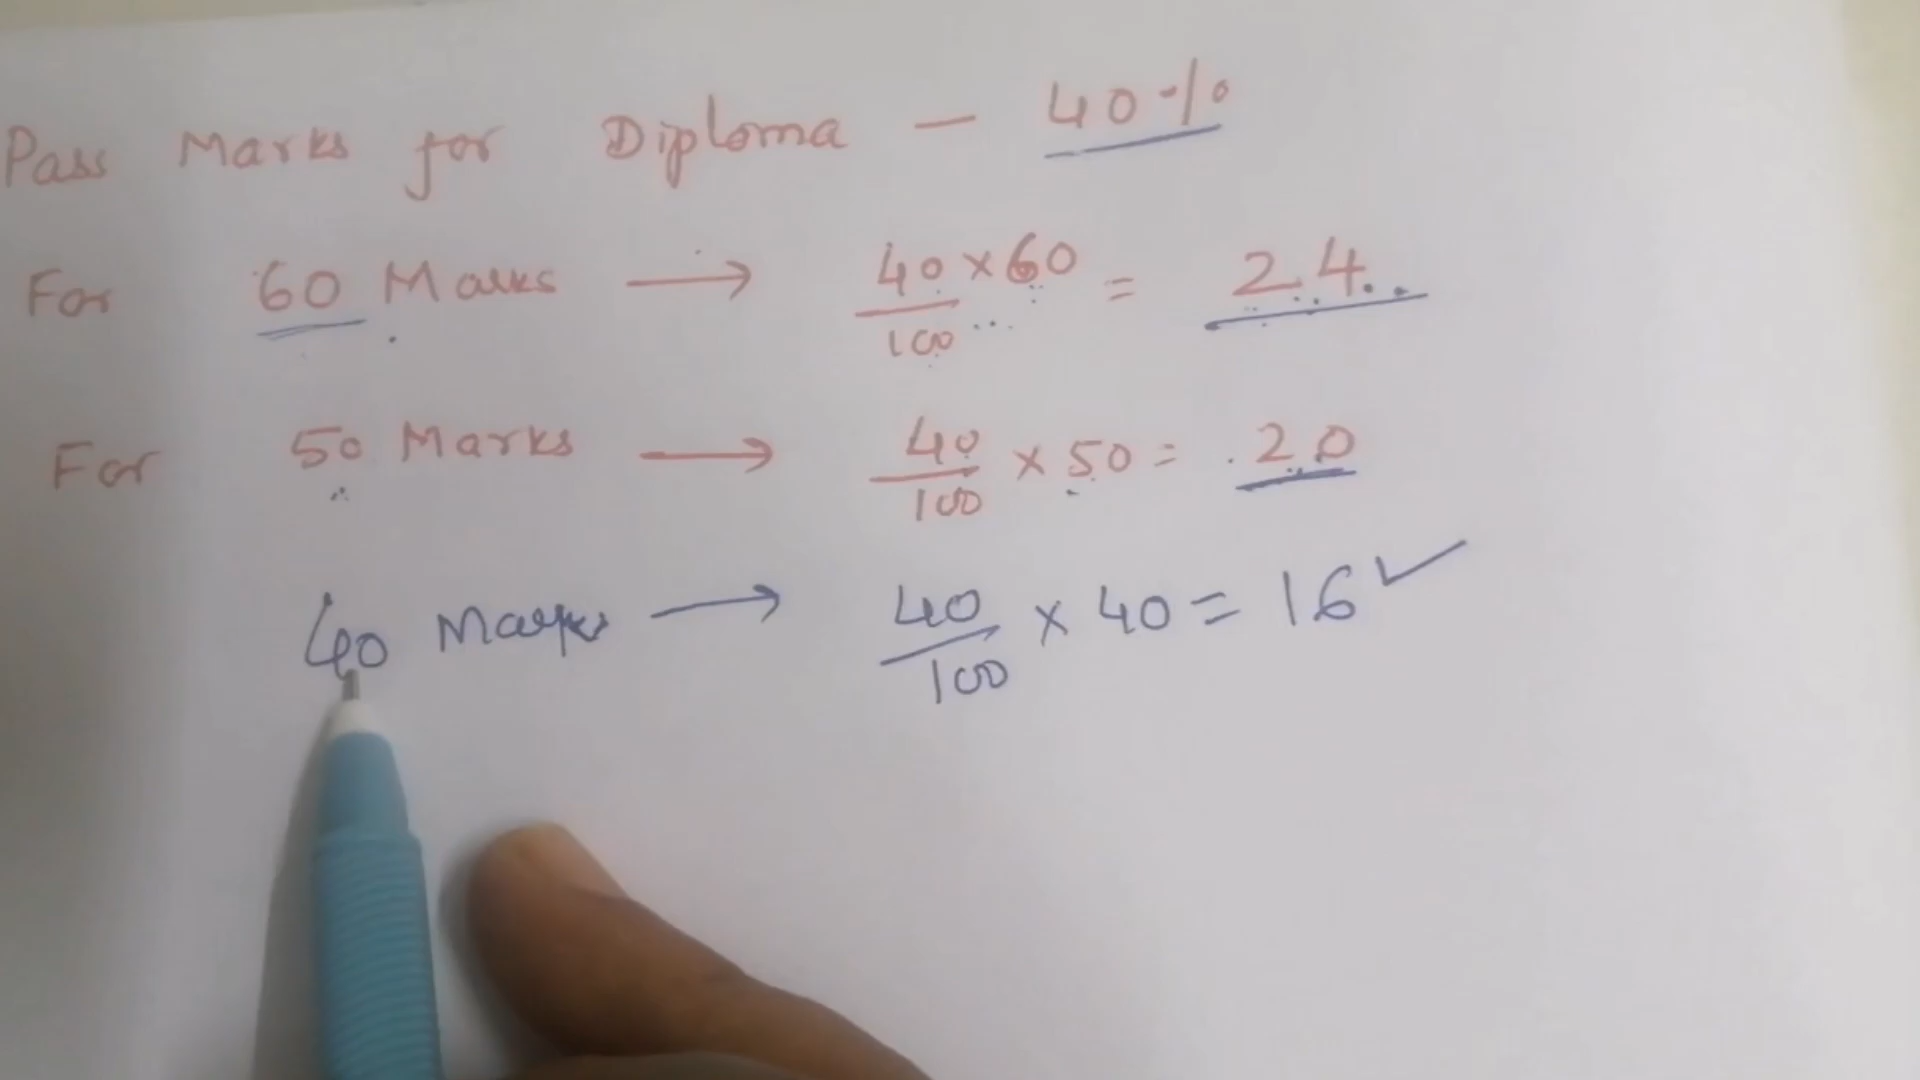 Pass Marks for Diploma - 40%
For 60 Marks → 40/100 × 60 = 24
For 50 Marks → 40/100 × 50 = 20
40 Marks → 40/100 × 40 = 16 ✓